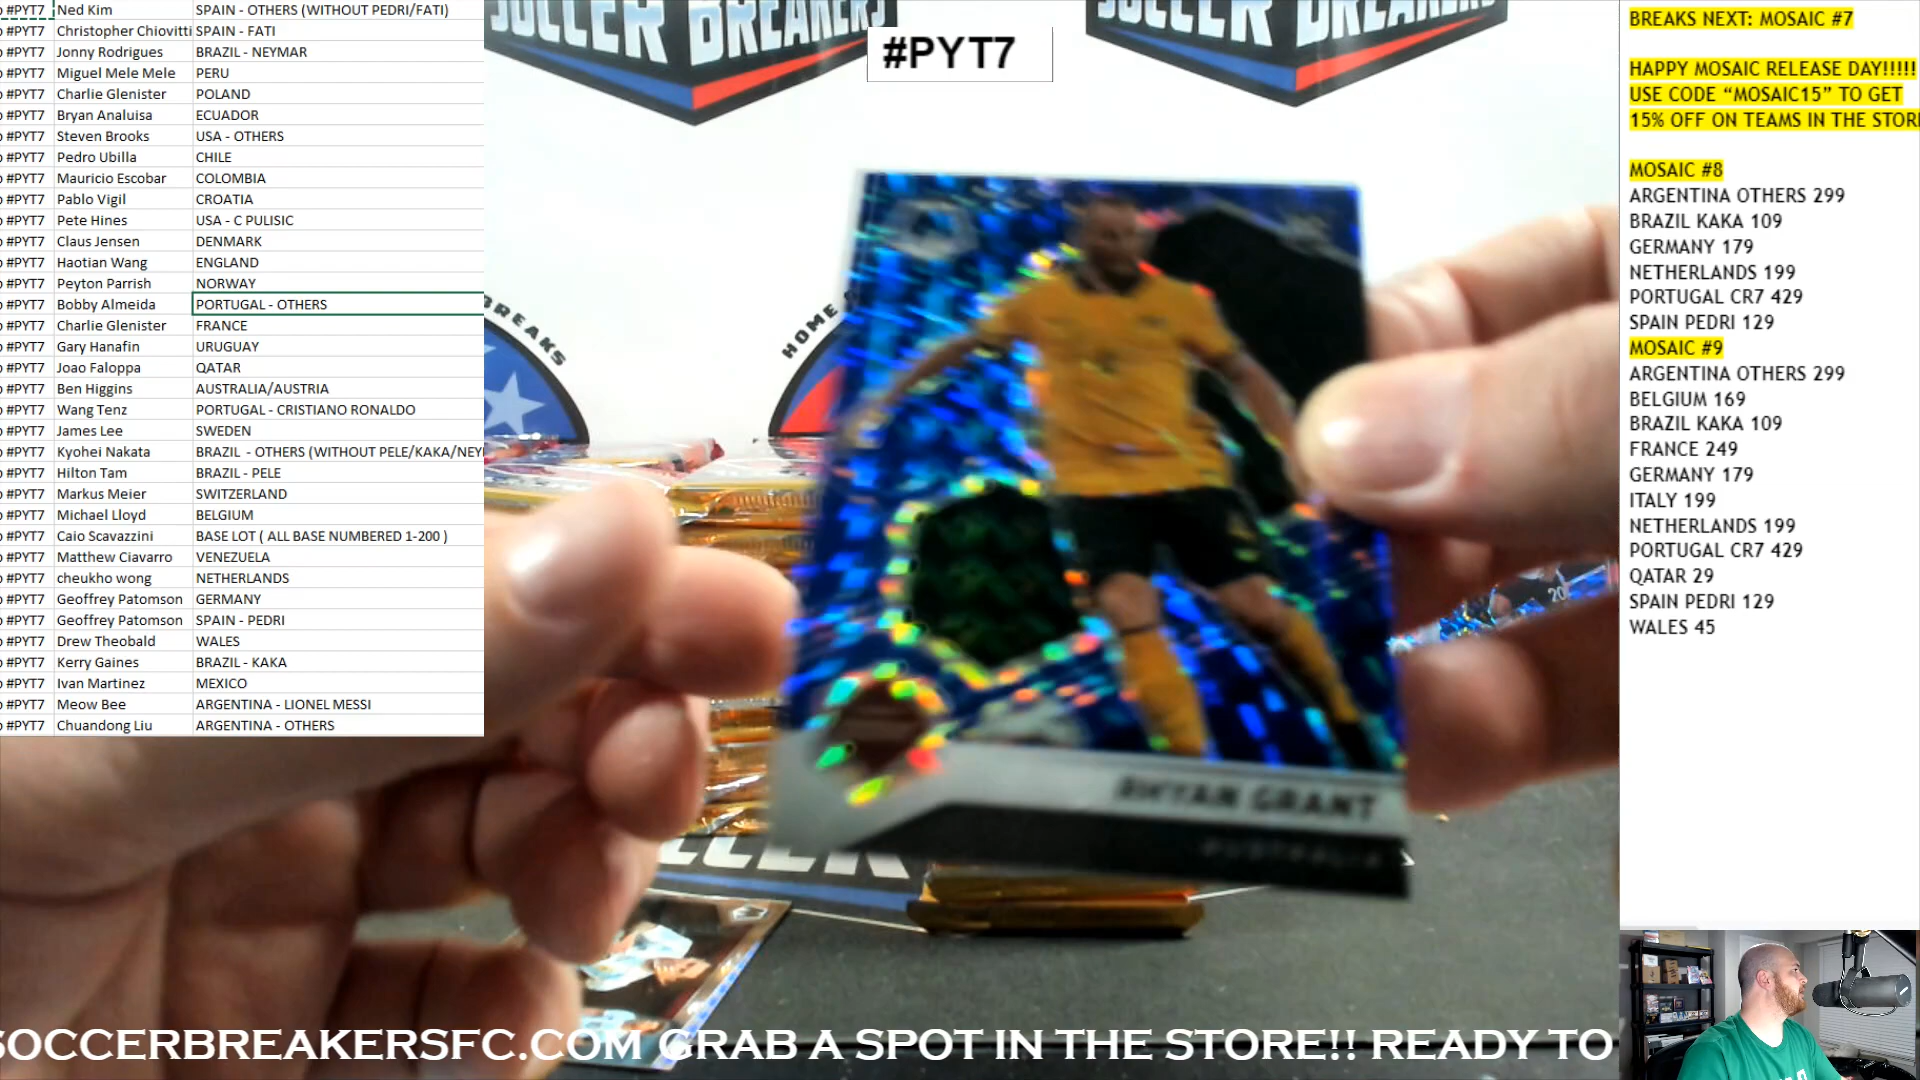 #PYT7 Ned Kim SPAIN - OTHERS (WITHOUT PEDRI/FATI)
#PYT7 Christopher Chiovitti SPAIN - FATI
#PYT7 Jonny Rodrigues BRAZIL - NEYMAR
#PYT7 Miguel Mele Mele PERU
#PYT7 Charlie Glenister POLAND
#PYT7 Bryan Analuisa ECUADOR
#PYT7 Steven Brooks USA - OTHERS
#PYT7 Pedro Ubilla CHILE
#PYT7 Mauricio Escobar COLOMBIA
#PYT7 Pablo Vigil CROATIA
#PYT7 Pete Hines USA - C PULISIC
#PYT7 Claus Jensen DENMARK
#PYT7 Haotian Wang ENGLAND
#PYT7 Peyton Parrish NORWAY
#PYT7 Bobby Almeida PORTUGAL - OTHERS
#PYT7 Charlie Glenister FRANCE
#PYT7 Gary Hanafin URUGUAY
#PYT7 Joao Faloppa QATAR
#PYT7 Ben Higgins AUSTRALIA/AUSTRIA
#PYT7 Wang Tenz PORTUGAL - CRISTIANO RONALDO
#PYT7 James Lee SWEDEN
#PYT7 Kyohei Nakata BRAZIL - OTHERS (WITHOUT PELE/KAKA/NEY
#PYT7 Hilton Tam BRAZIL - PELE
#PYT7 Markus Meier SWITZERLAND
#PYT7 Michael Lloyd BELGIUM
#PYT7 Caio Scavazzini BASE LOT ( ALL BASE NUMBERED 1-200 )
#PYT7 Matthew Ciavarro VENEZUELA
#PYT7 cheukho wong NETHERLANDS
#PYT7 Geoffrey Patomson GERMANY
#PYT7 Geoffrey Patomson SPAIN - PEDRI
#PYT7 Drew Theobald WALES
#PYT7 Kerry Gaines BRAZIL - KAKA
#PYT7 Ivan Martinez MEXICO
#PYT7 Meow Bee ARGENTINA - LIONEL MESSI
#PYT7 Chuandong Liu ARGENTINA - OTHERS
SOCCER BREAKERS
#PYT7
SOCCER BREAKERS
BREAKS
HOME
RHYAN GRANT
AUSTRALIA
BREAKS NEXT: MOSAIC #7
HAPPY MOSAIC RELEASE DAY!!!!!
USE CODE “MOSAIC15” TO GET
15% OFF ON TEAMS IN THE STOR
MOSAIC #8
ARGENTINA OTHERS 299
BRAZIL KAKA 109
GERMANY 179
NETHERLANDS 199
PORTUGAL CR7 429
SPAIN PEDRI 129
MOSAIC #9
ARGENTINA OTHERS 299
BELGIUM 169
BRAZIL KAKA 109
FRANCE 249
GERMANY 179
ITALY 199
NETHERLANDS 199
PORTUGAL CR7 429
QATAR 29
SPAIN PEDRI 129
WALES 45
SOCCERBREAKERSFC.COM GRAB A SPOT IN THE STORE!! READY TO